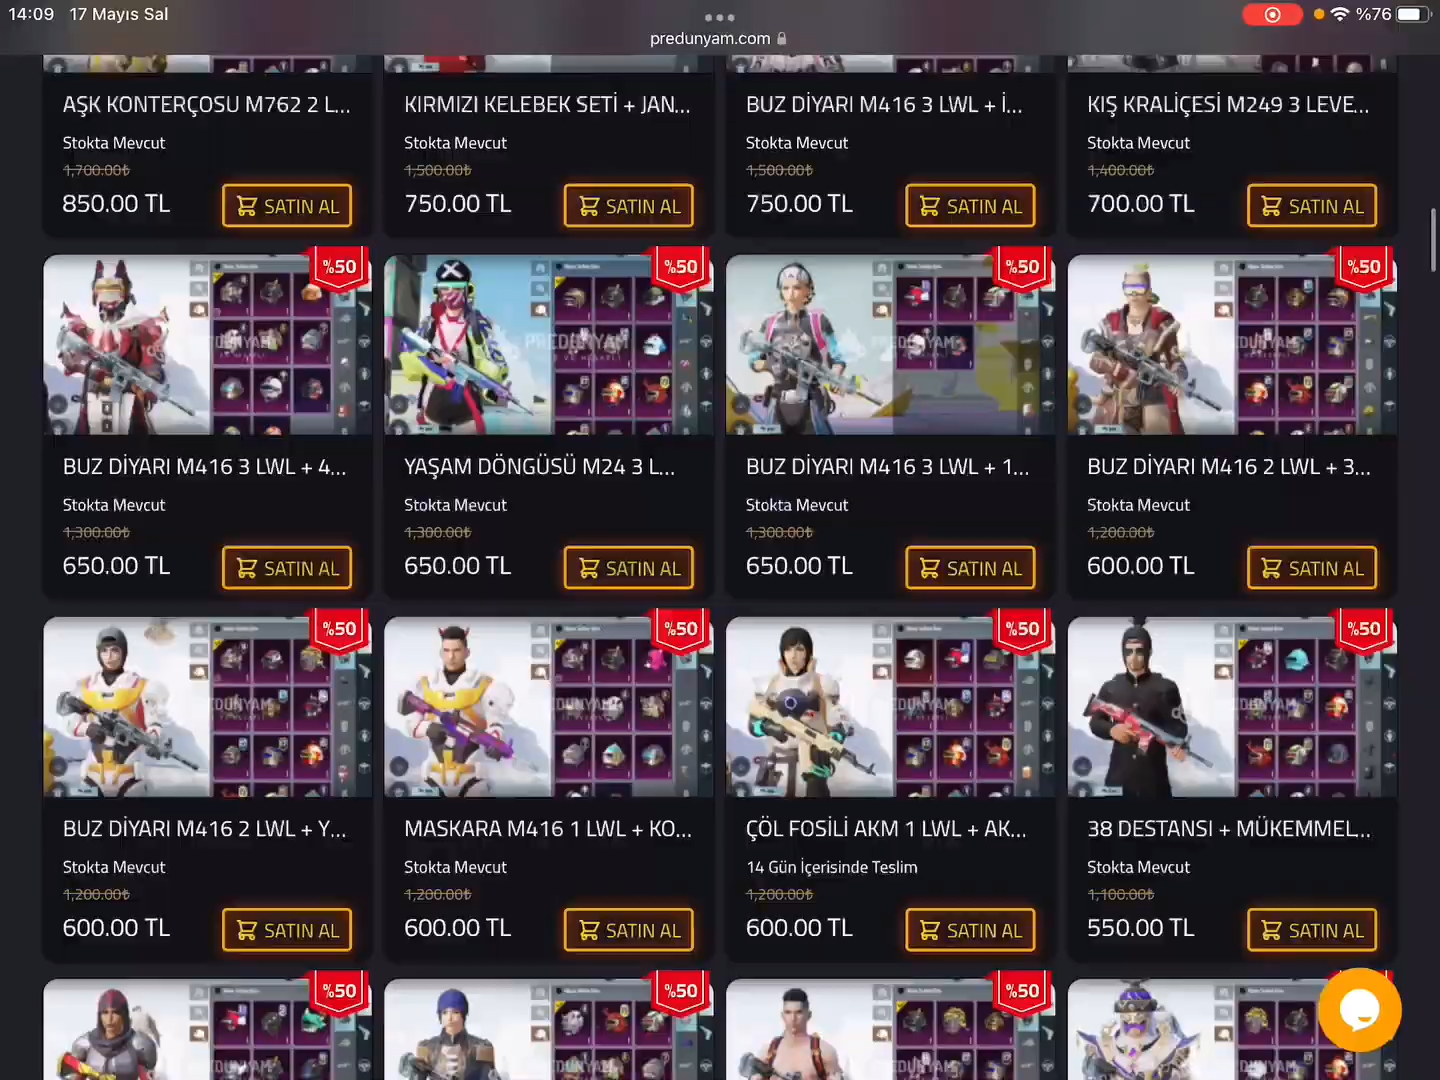 14:09 17 Mayıs Sal
%76
predunyam.com
AŞK KONTERÇOSU M762 2 L...
KIRMIZI KELEBEK SETİ + JAN...
BUZ DİYARI M416 3 LWL + İ...
KIŞ KRALİÇESİ M249 3 LEVE...
Stokta Mevcut
Stokta Mevcut
Stokta Mevcut
Stokta Mevcut
1,700.00₺
1,500.00₺
1,500.00₺
1,400.00₺
850.00 TL
SATIN AL
750.00 TL
SATIN AL
750.00 TL
SATIN AL
700.00 TL
SATIN AL
%50
%50
%50
%50
BUZ DİYARI M416 3 LWL + 4...
YAŞAM DÖNGÜSÜ M24 3 L...
BUZ DİYARI M416 3 LWL + 1...
BUZ DİYARI M416 2 LWL + 3...
Stokta Mevcut
Stokta Mevcut
Stokta Mevcut
Stokta Mevcut
1,300.00₺
1,300.00₺
1,300.00₺
1,200.00₺
650.00 TL
SATIN AL
650.00 TL
SATIN AL
650.00 TL
SATIN AL
600.00 TL
SATIN AL
%50
%50
%50
%50
BUZ DİYARI M416 2 LWL + Y...
MASKARA M416 1 LWL + KO...
ÇÖL FOSİLİ AKM 1 LWL + AK...
38 DESTANSI + MÜKEMMEL...
Stokta Mevcut
Stokta Mevcut
14 Gün İçerisinde Teslim
Stokta Mevcut
1,200.00₺
1,200.00₺
1,200.00₺
1,100.00₺
600.00 TL
SATIN AL
600.00 TL
SATIN AL
600.00 TL
SATIN AL
550.00 TL
SATIN AL
%50
%50
%50